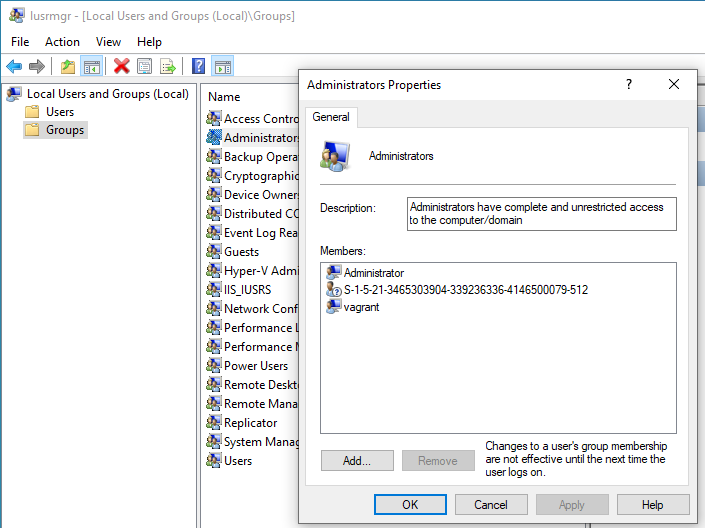 lusrmgr - [Local Users and Groups (Local)\Groups]
File Action View Help
Local Users and Groups (Local)
Users
Groups
Name
Access Contro
Administrators
Backup Opera
Cryptographic
Device Owners
Distributed CO
Event Log Rea
Guests
Hyper-V Admi
IIS_IUSRS
Network Conf
Performance L
Performance M
Power Users
Remote Deskto
Remote Mana
Replicator
System Manag
Users
Administrators Properties
General
Administrators
Description:
Administrators have complete and unrestricted access
to the computer/domain
Members:
Administrator
S-1-5-21-3465303904-339236336-4146500079-512
vagrant
Add...
Remove
Changes to a user's group membership
are not effective until the next time the
user logs on.
OK
Cancel
Apply
Help